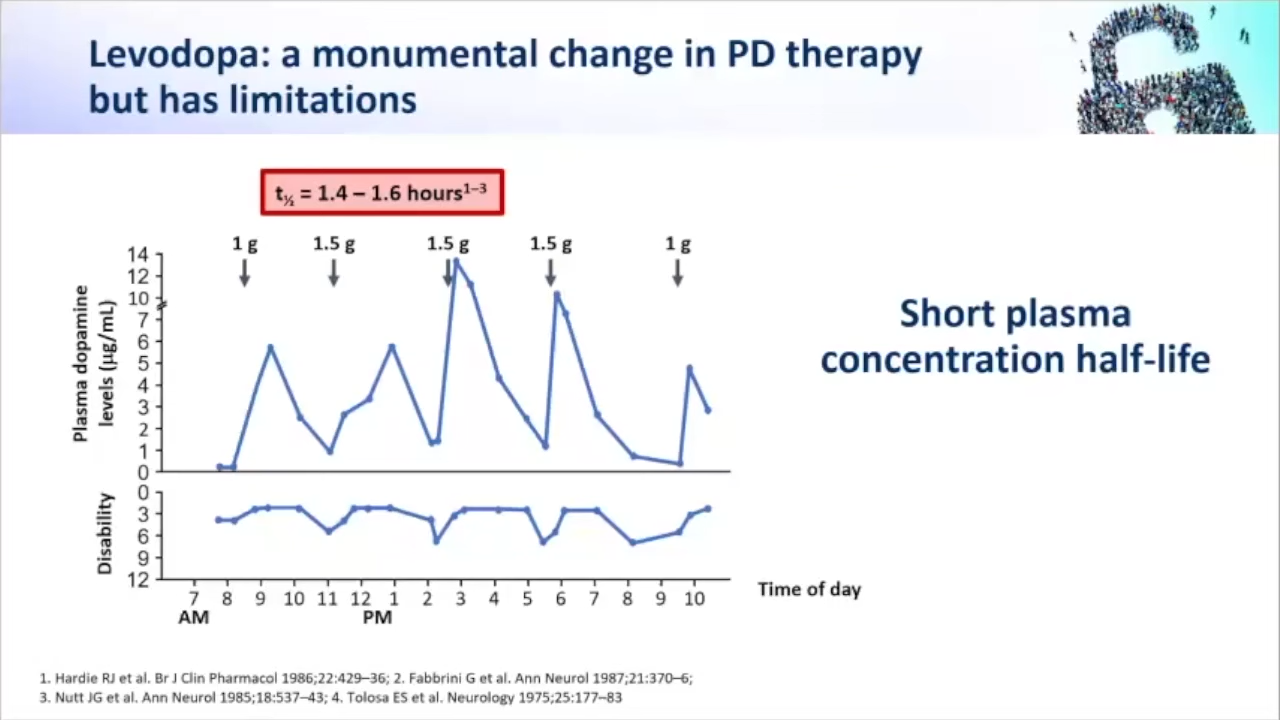 Levodopa: a monumental change in PD therapy
but has limitations
t½ = 1.4 – 1.6 hours¹⁻³
1 g
1.5 g
1.5 g
1.5 g
1 g
Plasma dopamine
levels (µg/mL)
14
12
10
7
6
5
4
3
2
1
0
Short plasma
concentration half-life
Disability
0
3
6
9
12
7 8 9 10 11 12 1 2 3 4 5 6 7 8 9 10
AM PM
Time of day
1. Hardie RJ et al. Br J Clin Pharmacol 1986;22:429–36; 2. Fabbrini G et al. Ann Neurol 1987;21:370–6;
3. Nutt JG et al. Ann Neurol 1985;18:537–43; 4. Tolosa ES et al. Neurology 1975;25:177–83